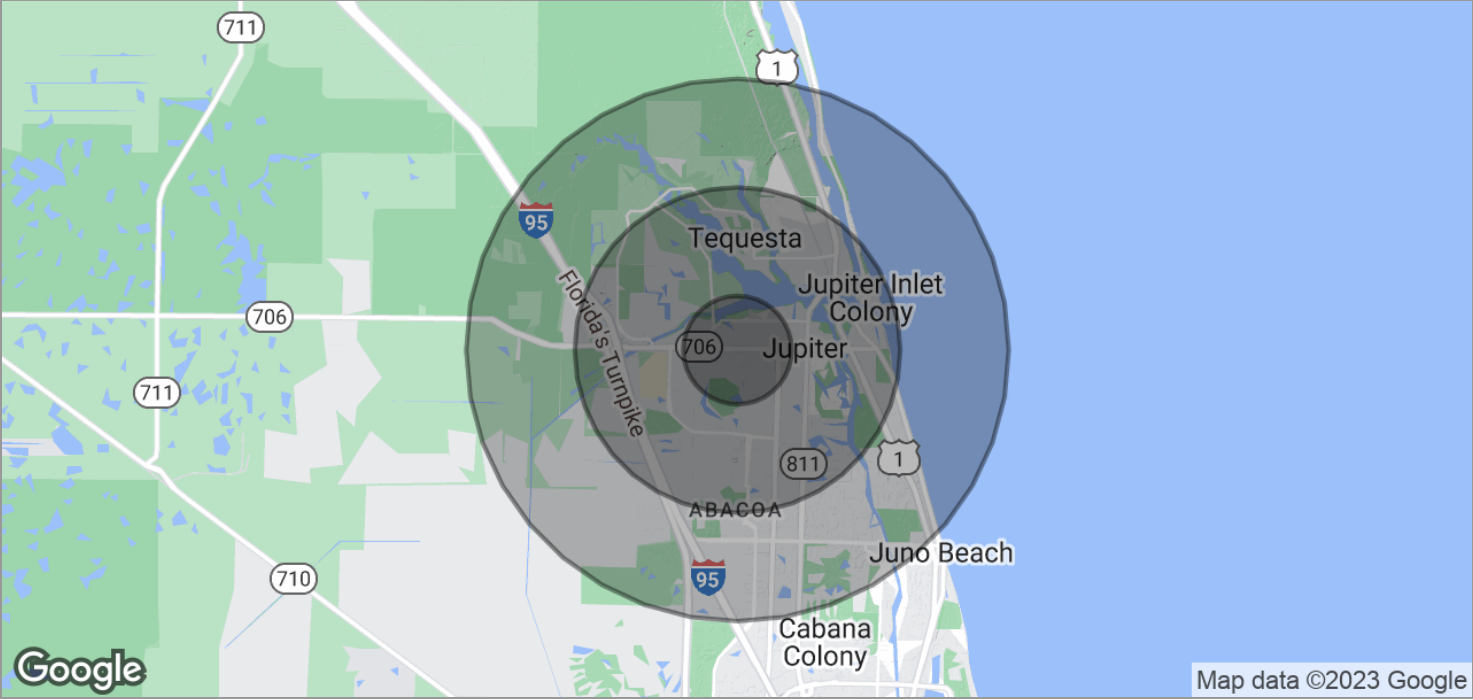 711
1
95
Tequesta
Jupiter Inlet
Colony
Florida's Turnpike
706
706
Jupiter
711
1
811
ABACOA
Juno Beach
710
95
Cabana
Colony
Google
Map data ©2023 Google